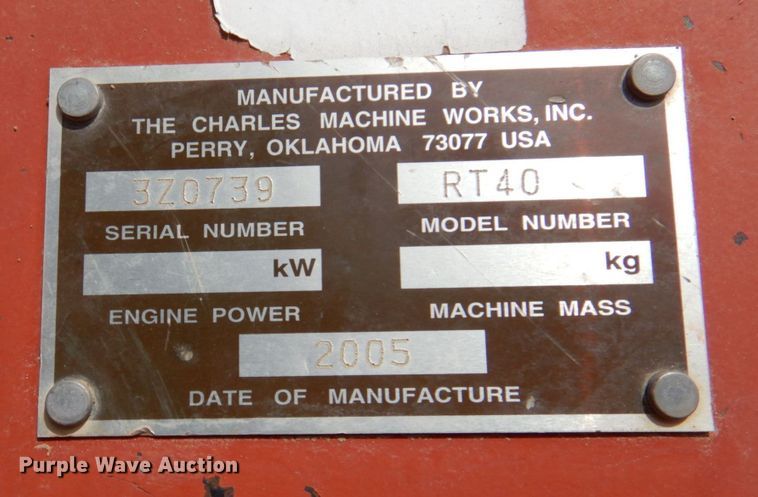 MANUFACTURED BY
THE CHARLES MACHINE WORKS, INC.
PERRY, OKLAHOMA 73077 USA
3Z0739 RT40
SERIAL NUMBER MODEL NUMBER
kW kg
ENGINE POWER MACHINE MASS
2005
DATE OF MANUFACTURE
Purple Wave Auction